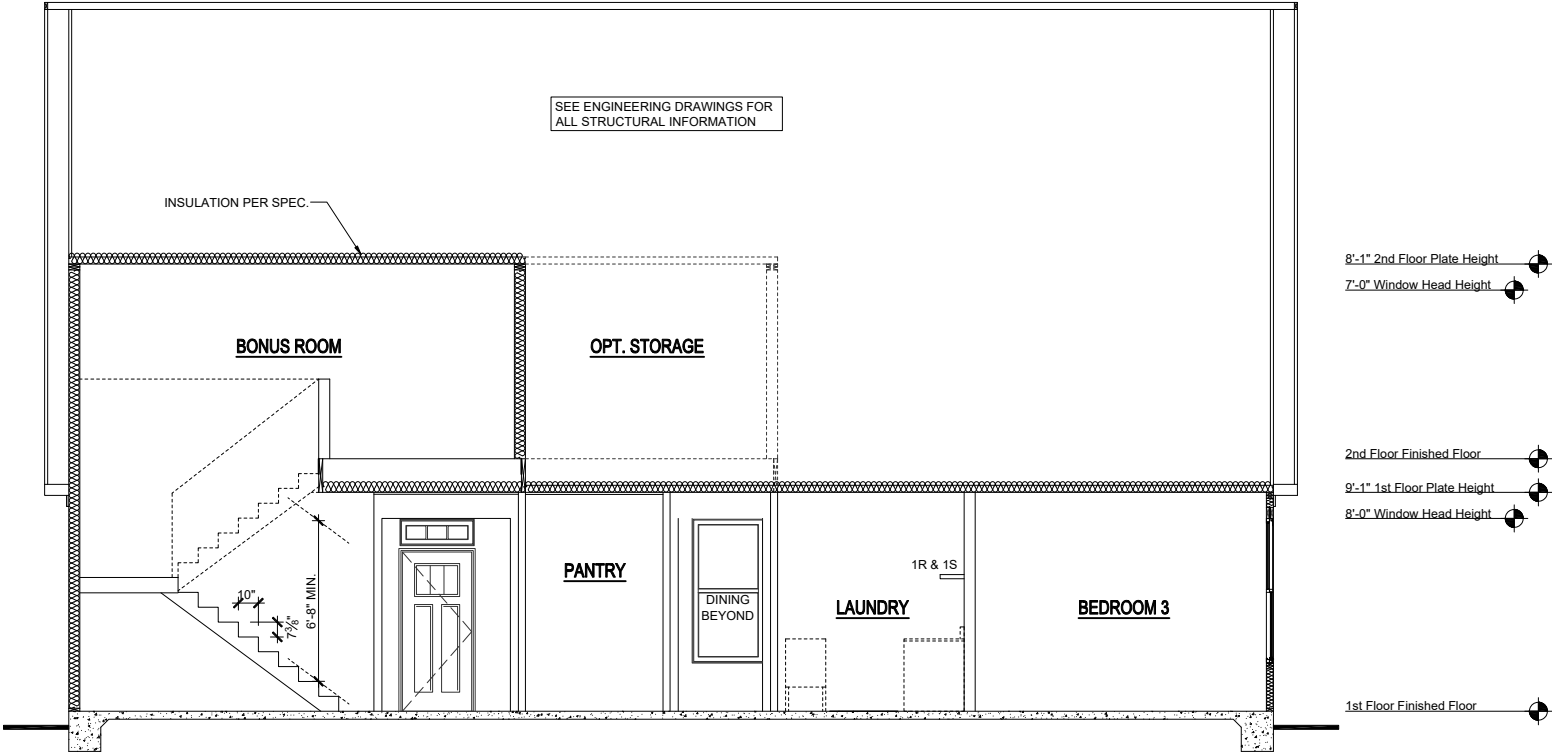 SEE ENGINEERING DRAWINGS FOR
ALL STRUCTURAL INFORMATION
INSULATION PER SPEC.
8'-1" 2nd Floor Plate Height
7'-0" Window Head Height
BONUS ROOM
OPT. STORAGE
2nd Floor Finished Floor
9'-1" 1st Floor Plate Height
8'-0" Window Head Height
1R & 1S
PANTRY
10"
7⅜"
6'-8" MIN.
DINING
BEYOND
LAUNDRY
BEDROOM 3
1st Floor Finished Floor